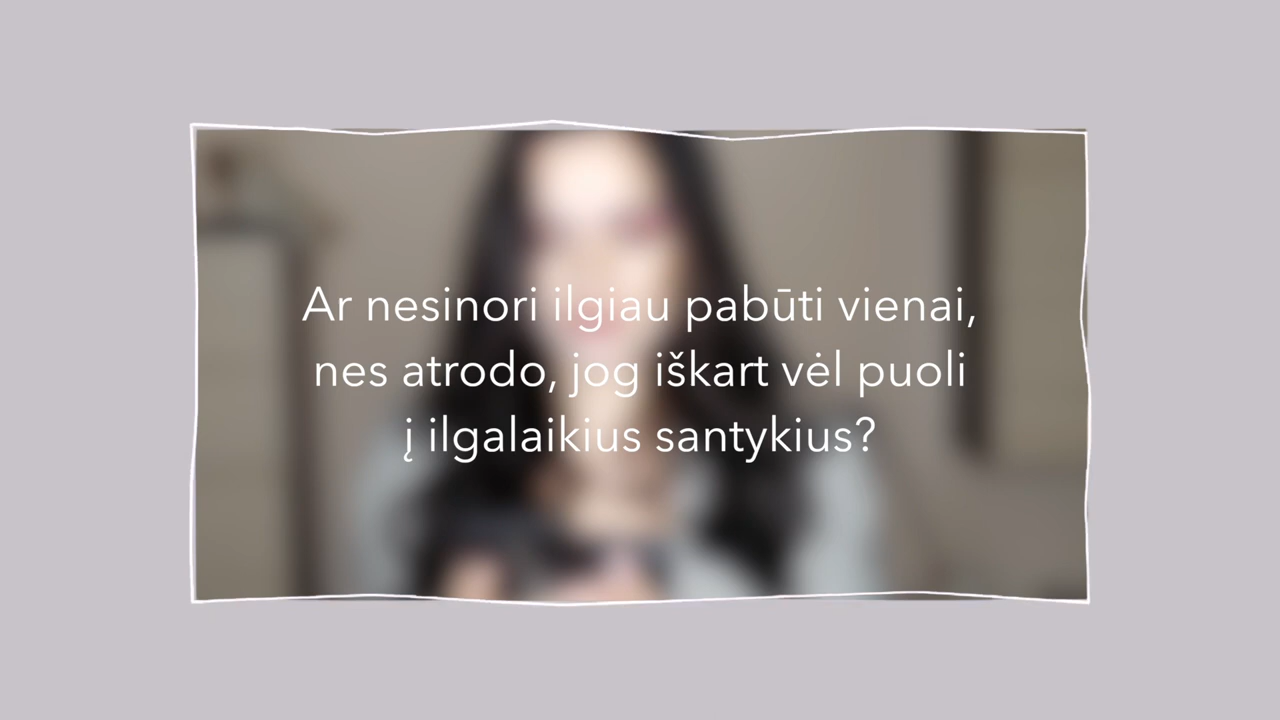 Ar nesinori ilgiau pabūti vienai,
nes atrodo, jog iškart vėl puoli
į ilgalaikius santykius?